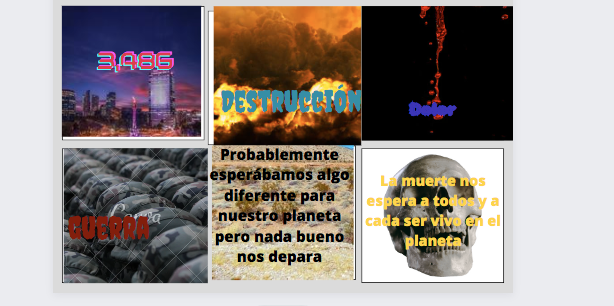 3,486
DESTRUCCIÓN
Dolor
GUERRA
Canva
Probablemente
esperábamos algo
diferente para
nuestro planeta
pero nada bueno
nos depara
La muerte nos
espera a todos y a
cada ser vivo en el
planeta